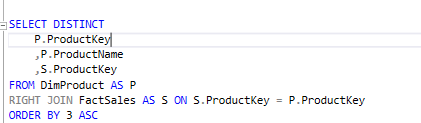 SELECT DISTINCT
P.ProductKey
,P.ProductName
,S.ProductKey
FROM DimProduct AS P
RIGHT JOIN FactSales AS S ON S.ProductKey = P.ProductKey
ORDER BY 3 ASC